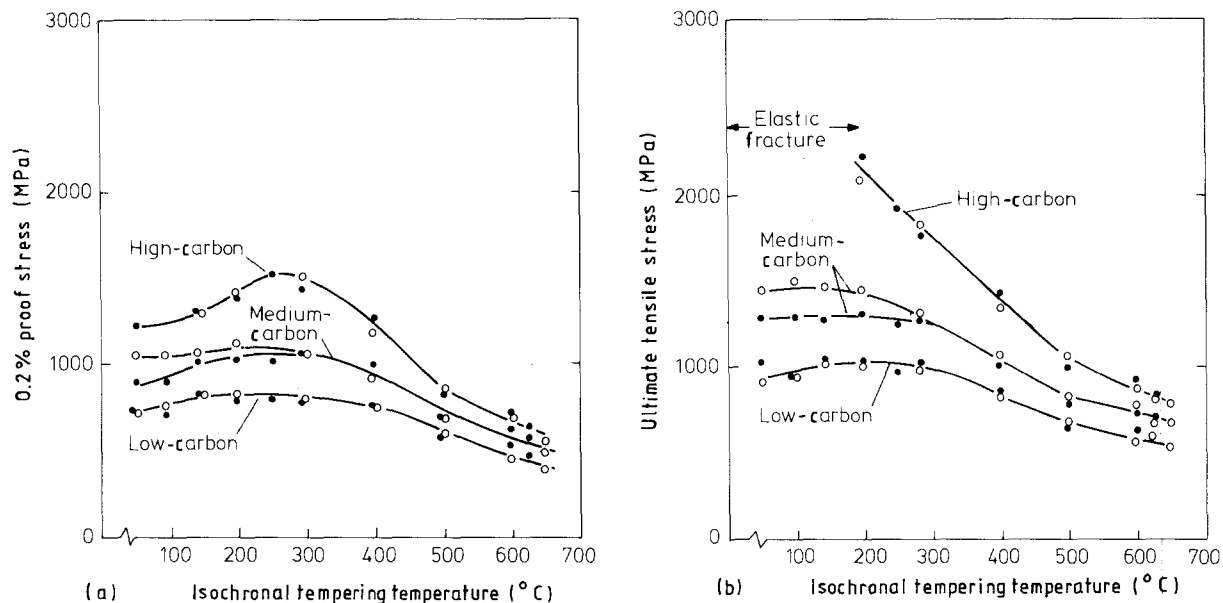 3000
2000
1000
0
0.2% proof stress (MPa)
High-carbon
Medium-
carbon
Low-carbon
100 200 300 400 500 600 700
(a) Isochronal tempering temperature (°C)
3000
2000
1000
0
Ultimate tensile stress (MPa)
Elastic
fracture
High-carbon
Medium-
carbon
Low-carbon
100 200 300 400 500 600 700
(b) Isochronal tempering temperature (°C)